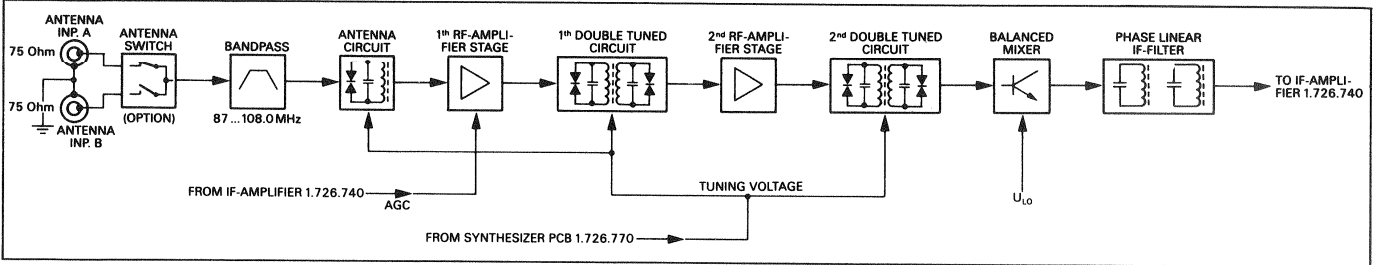 ANTENNA
INP. A
75 Ohm
75 Ohm
ANTENNA
INP. B
ANTENNA
SWITCH
(OPTION)
BANDPASS
87 ... 108.0 MHz
ANTENNA
CIRCUIT
1th RF-AMPLI-
FIER STAGE
1th DOUBLE TUNED
CIRCUIT
2nd RF-AMPLI-
FIER STAGE
2nd DOUBLE TUNED
CIRCUIT
BALANCED
MIXER
PHASE LINEAR
IF-FILTER
TO IF-AMPLI-
FIER 1.726.740
FROM IF-AMPLIFIER 1.726.740
AGC
TUNING VOLTAGE
ULO
FROM SYNTHESIZER PCB 1.726.770